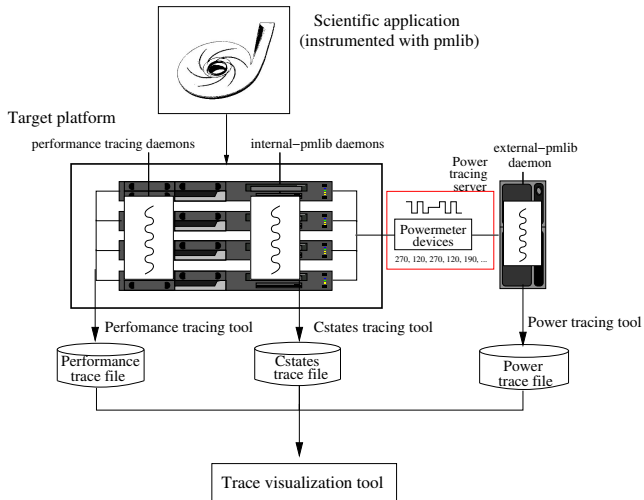 Scientific application
(instrumented with pmlib)
Target platform
performance tracing daemons
internal-pmlib daemons
Power
tracing
server
external-pmlib
daemon
Powermeter
devices
270, 120, 270, 120, 190, ...
Perfomance tracing tool
Cstates tracing tool
Power tracing tool
Performance
trace file
Cstates
trace file
Power
trace file
Trace visualization tool